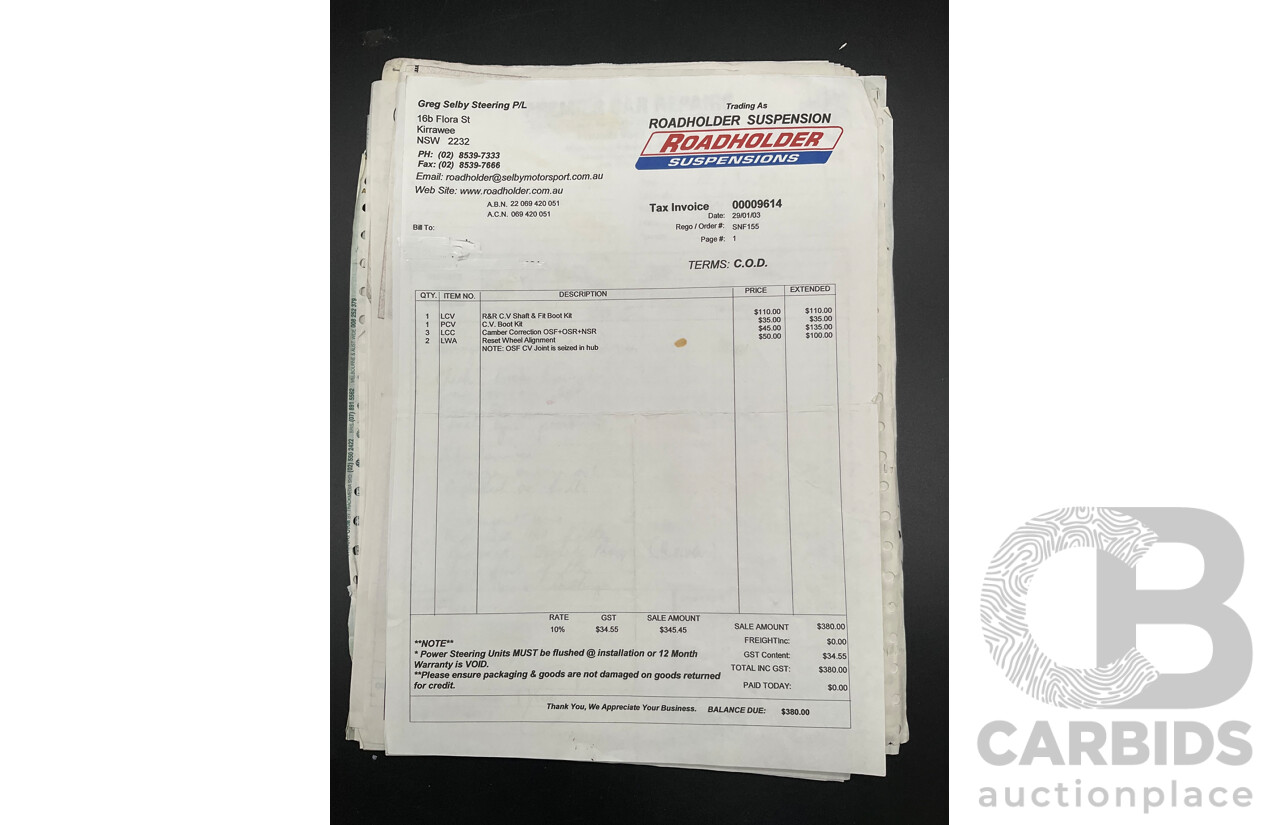 Greg Selby Steering P/L
16b Flora St
Kirrawee
NSW 2232
PH: (02) 8539-7333
Fax: (02) 8539-7666
Email: roadholder@selbymotorsport.com.au
Web Site: www.roadholder.com.au
A.B.N. 22 069 420 051
A.C.N. 069 420 051
Bill To:
Trading As
ROADHOLDER SUSPENSION
ROADHOLDER
SUSPENSIONS
Tax Invoice 00009614
Date: 29/01/03
Rego / Order #: SNF155
Page #: 1
TERMS: C.O.D.
QTY. ITEM NO. DESCRIPTION PRICE EXTENDED
1 LCV R&R C.V Shaft & Fit Boot Kit $110.00 $110.00
1 PCV C.V. Boot Kit $35.00 $35.00
3 LCC Camber Correction OSF+OSR+NSR $45.00 $135.00
2 LWA Reset Wheel Alignment $50.00 $100.00
NOTE: OSF CV Joint is seized in hub
RATE GST SALE AMOUNT
10% $34.55 $345.45
SALE AMOUNT $380.00
FREIGHTInc: $0.00
GST Content: $34.55
TOTAL INC GST: $380.00
PAID TODAY: $0.00
**NOTE**
* Power Steering Units MUST be flushed @ installation or 12 Month
Warranty is VOID.
**Please ensure packaging & goods are not damaged on goods returned
for credit.
Thank You, We Appreciate Your Business. BALANCE DUE: $380.00
CB
CARBIDS
auctionplace